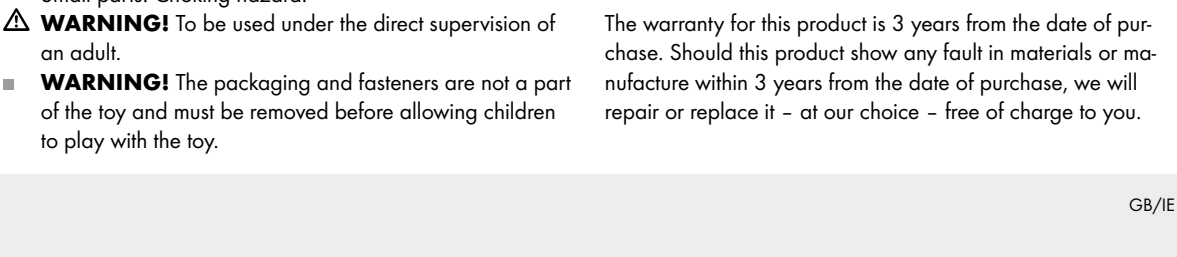 WARNING! To be used under the direct supervision of
an adult.
WARNING! The packaging and fasteners are not a part
of the toy and must be removed before allowing children
to play with the toy.
The warranty for this product is 3 years from the date of pur-
chase. Should this product show any fault in materials or ma-
nufacture within 3 years from the date of purchase, we will
repair or replace it – at our choice – free of charge to you.
GB/IE